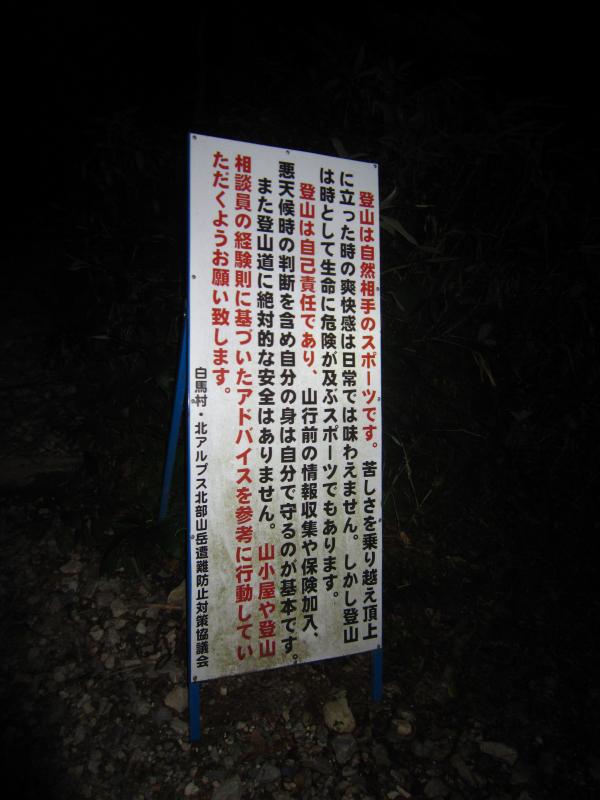 登山は自然相手のスポーツです。苦しさを乗り越え頂上
に立った時の爽快感は日常では味わえません。しかし登山
は時として生命に危険が及ぶスポーツでもあります。
登山は自己責任であり、山行前の情報収集や保険加入、
悪天候時の判断を含め自分の身は自分で守るのが基本です。
また登山道に絶対的な安全はありません。山小屋や登山
相談員の経験則に基づいたアドバイスを参考に行動してい
ただくようお願い致します。
白馬村・北アルプス北部山岳遭難防止対策協議会